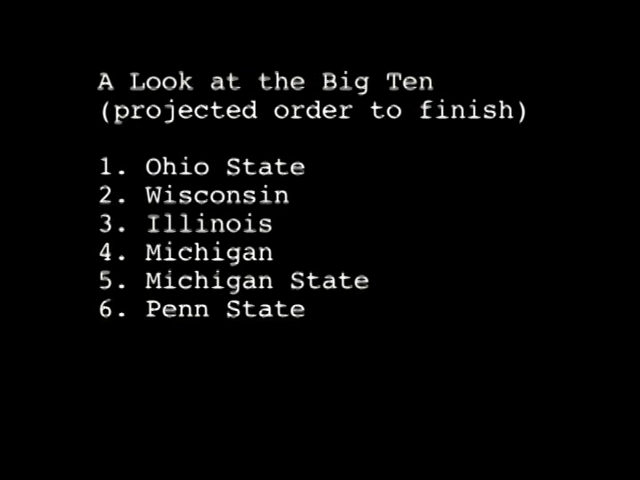 A Look at the Big Ten
(projected order to finish)
1. Ohio State
2. Wisconsin
3. Illinois
4. Michigan
5. Michigan State
6. Penn State